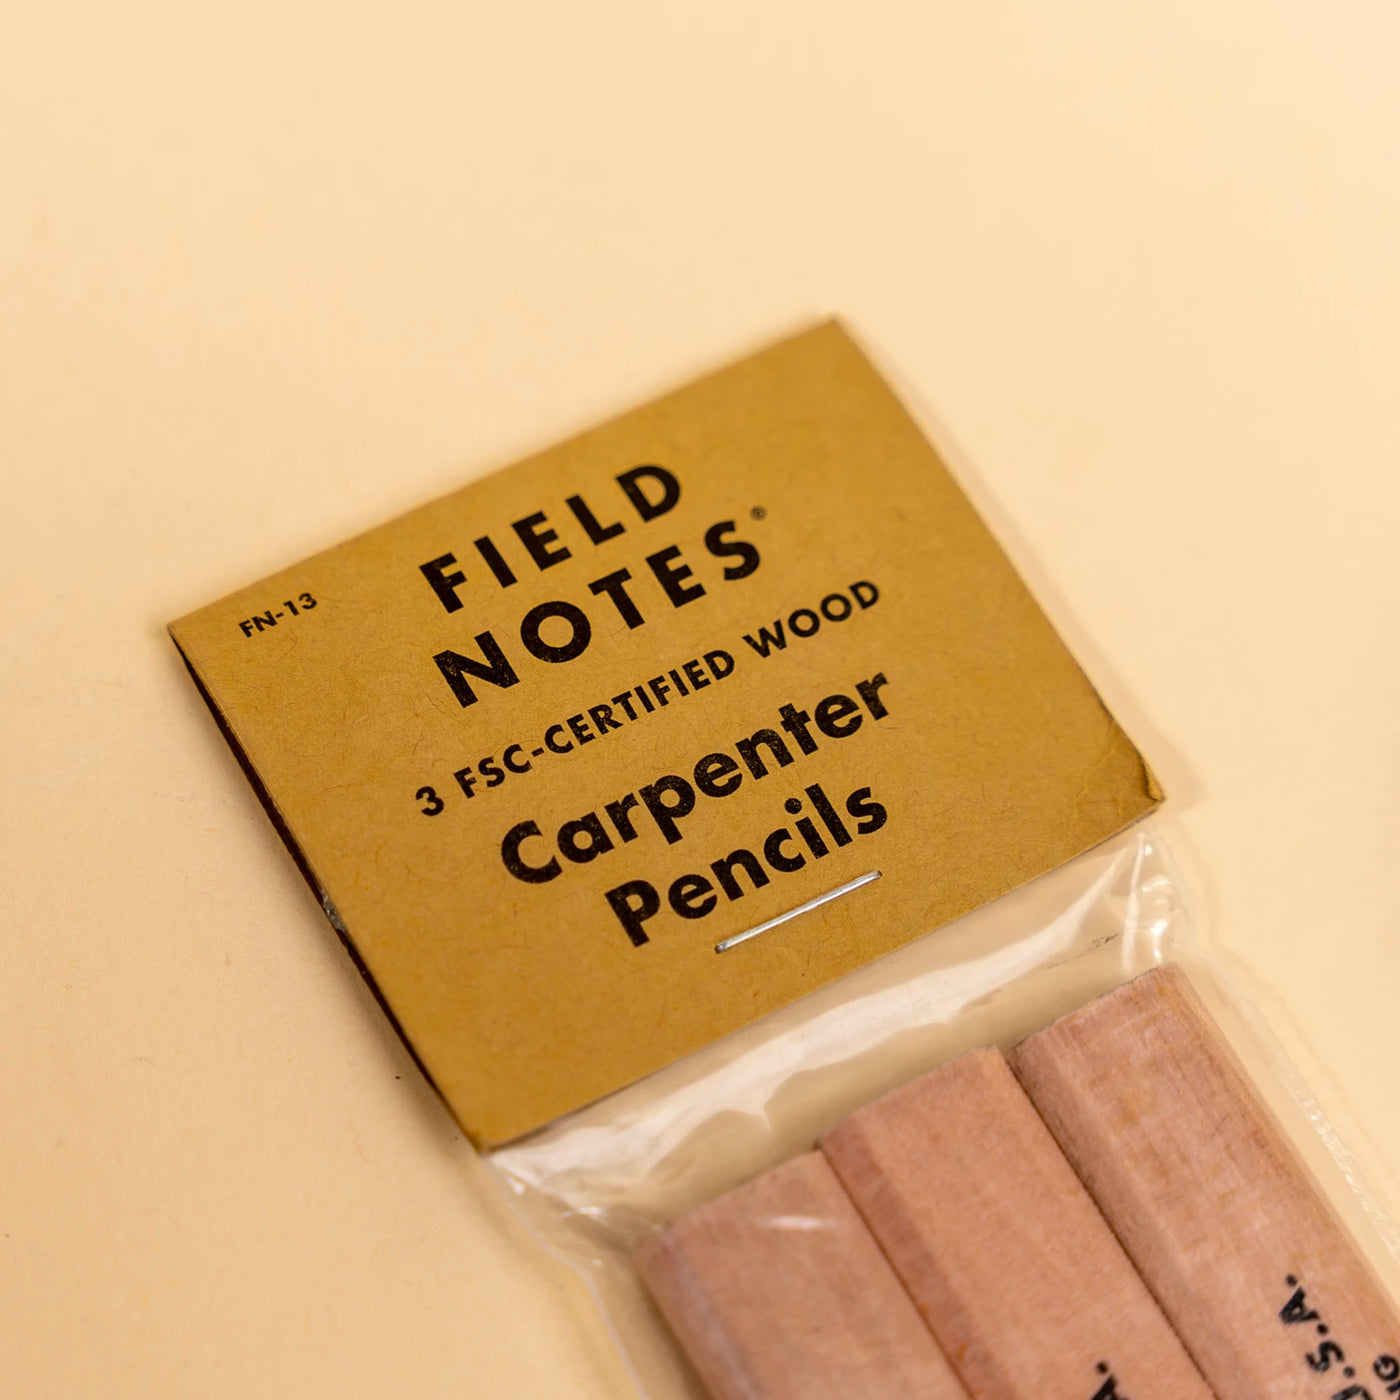 FN-13
FIELD
NOTES®
3 FSC-CERTIFIED WOOD
Carpenter
Pencils